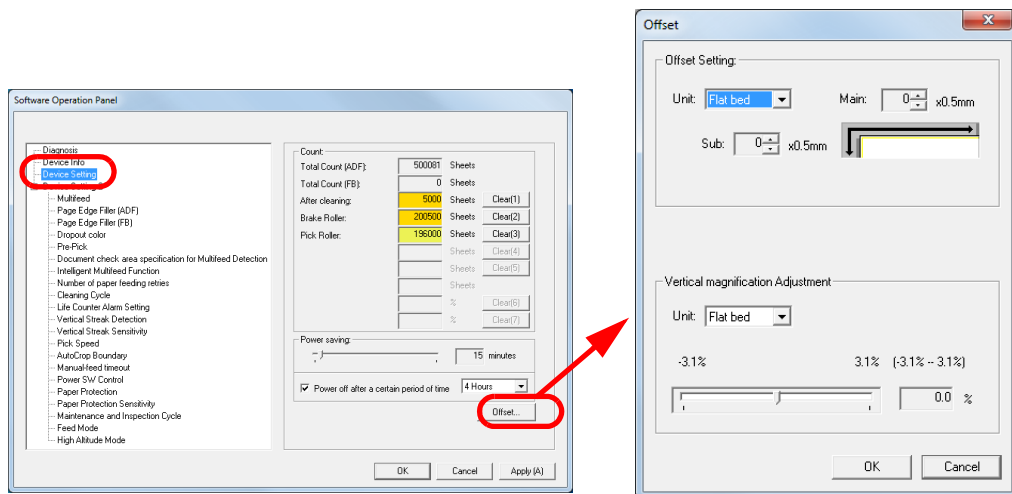 Software Operation Panel
Diagnosis
Device Info
Device Setting
Device Setting 2
Multifeed
Page Edge Filler (ADF)
Page Edge Filler (FB)
Dropout color
Pre-Pick
Document check area specification for Multifeed Detection
Intelligent Multifeed Function
Number of paper feeding retries
Cleaning Cycle
Life Counter Alarm Setting
Vertical Streak Detection
Vertical Streak Sensitivity
Pick Speed
AutoCrop Boundary
Manual-feed timeout
Power SW Control
Paper Protection
Paper Protection Sensitivity
Maintenance and Inspection Cycle
Feed Mode
High Altitude Mode
Count:
Total Count (ADF): 500081 Sheets
Total Count (FB): 0 Sheets
After cleaning: 5000 Sheets Clear(1)
Brake Roller: 200500 Sheets Clear(2)
Pick Roller: 196000 Sheets Clear(3)
Sheets Clear(4)
Sheets Clear(5)
Sheets
% Clear(6)
% Clear(7)
Power saving:
15 minutes
Power off after a certain period of time 4 Hours
Offset...
OK Cancel Apply (A)
Offset
Offset Setting:
Unit: Flat bed Main: 0 x0.5mm
Sub: 0 x0.5mm
Vertical magnification Adjustment
Unit: Flat bed
-3.1% 3.1% (-3.1% -- 3.1%)
0.0 %
OK Cancel